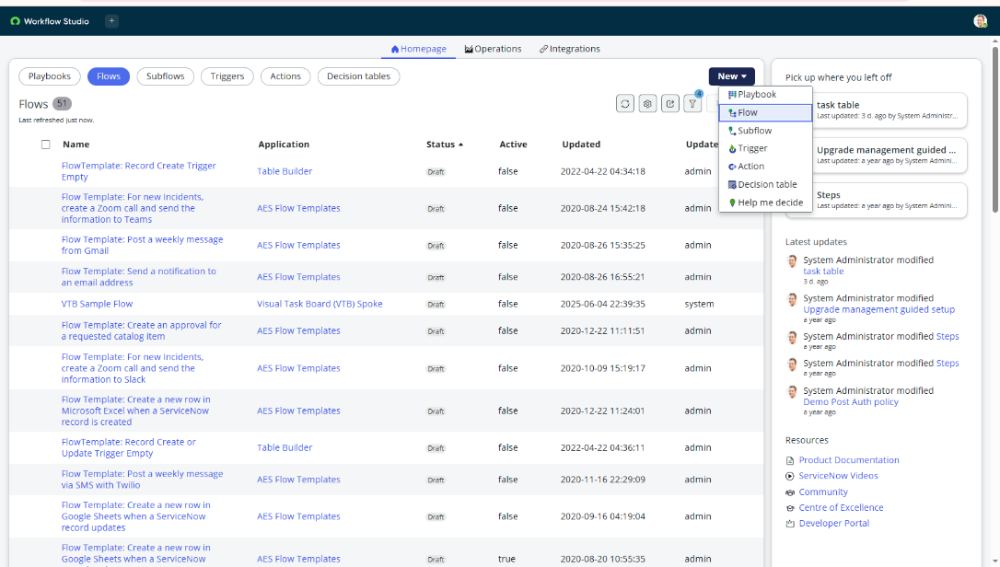 Workflow Studio
+
Homepage
Operations
Integrations
Playbooks
Flows
Subflows
Triggers
Actions
Decision tables
New
Flows 51
Last refreshed just now.
4
Playbook
Flow
Subflow
Trigger
Action
Decision table
Help me decide
Name Application Status Active Updated Update
FlowTemplate: Record Create Trigger
Empty
Table Builder Draft false 2022-04-22 04:34:18 admin
Flow Template: For new Incidents,
create a Zoom call and send the
information to Teams
AES Flow Templates Draft false 2020-08-24 15:42:18 admin
Flow Template: Post a weekly message
from Gmail
AES Flow Templates Draft false 2020-08-26 15:35:25 admin
Flow Template: Send a notification to
an email address
AES Flow Templates Draft false 2020-08-26 16:55:21 admin
VTB Sample Flow Visual Task Board (VTB) Spoke Draft false 2025-06-04 22:39:35 system
Flow Template: Create an approval for
a requested catalog item
AES Flow Templates Draft false 2020-12-22 11:11:51 admin
Flow Template: For new Incidents,
create a Zoom call and send the
information to Slack
AES Flow Templates Draft false 2020-10-09 15:19:17 admin
Flow Template: Create a new row in
Microsoft Excel when a ServiceNow
record is created
AES Flow Templates Draft false 2020-12-22 11:24:01 admin
FlowTemplate: Record Create or
Update Trigger Empty
Table Builder Draft false 2022-04-22 04:36:11 admin
Flow Template: Post a weekly message
via SMS with Twilio
AES Flow Templates Draft false 2020-11-16 22:29:09 admin
Flow Template: Create a new row in
Google Sheets when a ServiceNow
record updates
AES Flow Templates Draft false 2020-09-16 04:19:04 admin
Flow Template: Create a new row in
Google Sheets when a ServiceNow
AES Flow Templates Draft true 2020-08-20 10:55:35 admin
Pick up where you left off
task table
Last updated: 3 d. ago by System Administr...
Upgrade management guided ...
Last updated: a year ago by System Admini...
Steps
Last updated: a year ago by System Admini...
Latest updates
System Administrator modified
task table
3 d. ago
System Administrator modified
Upgrade management guided setup
a year ago
System Administrator modified Steps
a year ago
System Administrator modified Steps
a year ago
System Administrator modified
Demo Post Auth policy
a year ago
Resources
Product Documentation
ServiceNow Videos
Community
Centre of Excellence
Developer Portal